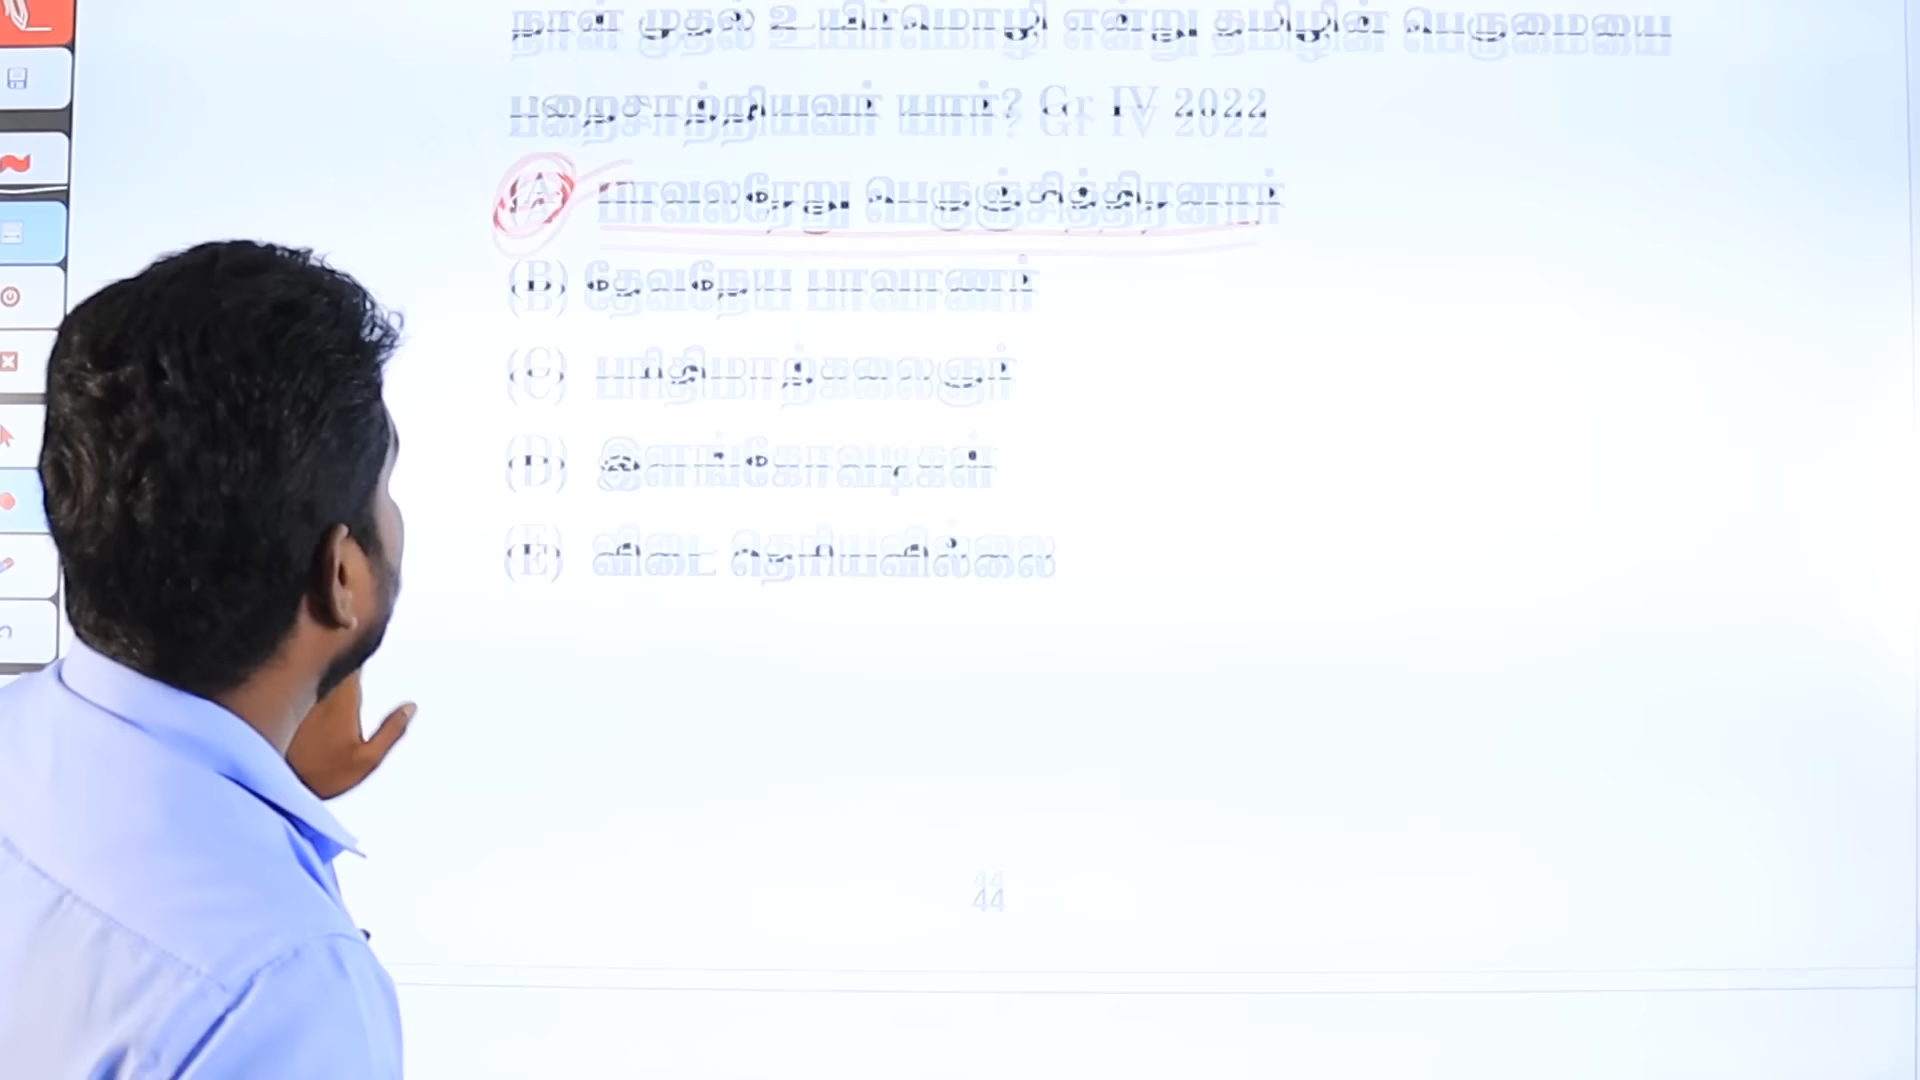 நான் முதல் உயிர்மொழி என்று தமிழின் பெருமையை
பறைசாற்றியவர் யார்? Gr IV 2022
(A) பாவலரேறு பெருஞ்சித்திரனார்
(B) தேவநேய பாவாணர்
(C) பரிதிமாற்கலைஞர்
(D) இளங்கோவடிகள்
(E) விடை தெரியவில்லை
44